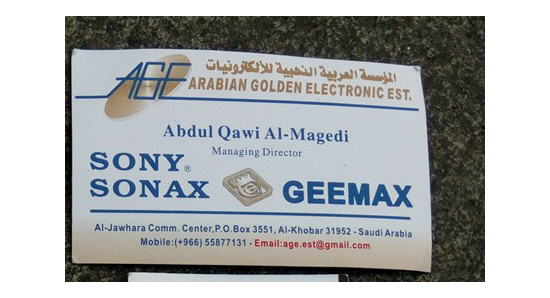 المؤسسة العربية الذهبية للألكترونيات
AGE ARABIAN GOLDEN ELECTRONIC EST.
Abdul Qawi Al-Magedi
Managing Director
SONY®
SONAX GEEMAX
Al-Jawhara Comm. Center,P.O.Box 3551, Al-Khobar 31952 - Saudi Arabia
Mobile:(+966) 55877131 - Email:age.est@gmail.com